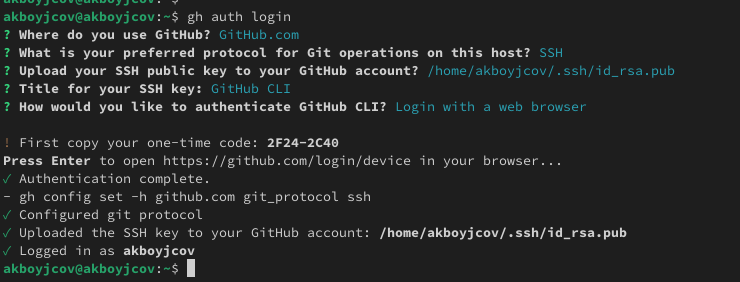 akboyjcov@akboyjcov:~$ gh auth login
? Where do you use GitHub? GitHub.com
? What is your preferred protocol for Git operations on this host? SSH
? Upload your SSH public key to your GitHub account? /home/akboyjcov/.ssh/id_rsa.pub
? Title for your SSH key: GitHub CLI
? How would you like to authenticate GitHub CLI? Login with a web browser
! First copy your one-time code: 2F24-2C40
Press Enter to open https://github.com/login/device in your browser...
✓ Authentication complete.
- gh config set -h github.com git_protocol ssh
✓ Configured git protocol
✓ Uploaded the SSH key to your GitHub account: /home/akboyjcov/.ssh/id_rsa.pub
✓ Logged in as akboyjcov
akboyjcov@akboyjcov:~$